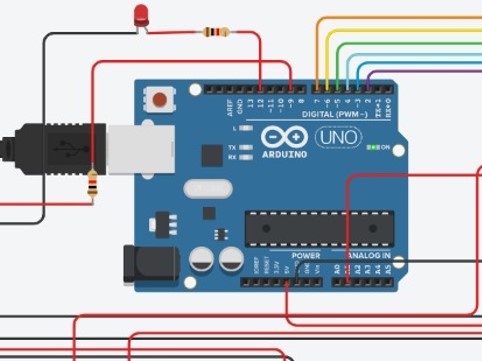 AREF
GND
13
12
~11
~10
~9
8
7
~6
~5
4
~3
2
TX→1
RX←0
DIGITAL (PWM~)
L
TX
RX
UNO
ARDUINO
ON
POWER
ANALOG IN
IOREF
RESET
3.3V
5V
GND
Vin
A0
A1
A2
A3
A4
A5